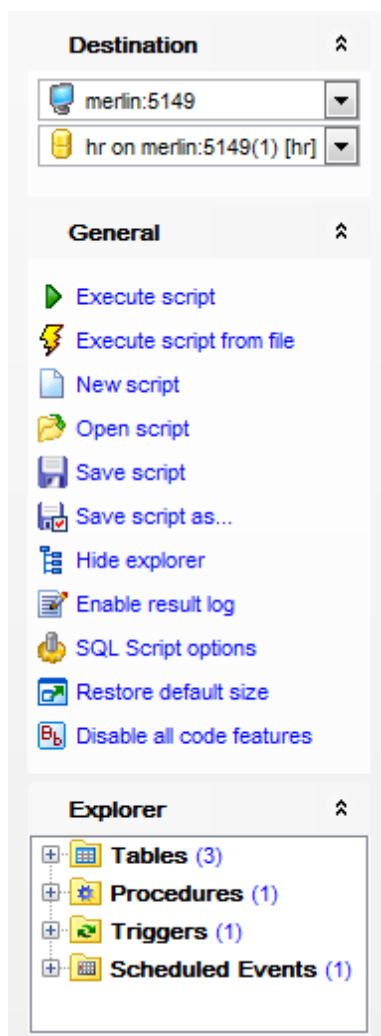 Destination
merlin:5149
hr on merlin:5149(1) [hr]
General
Execute script
Execute script from file
New script
Open script
Save script
Save script as...
Hide explorer
Enable result log
SQL Script options
Restore default size
Disable all code features
Explorer
Tables (3)
Procedures (1)
Triggers (1)
Scheduled Events (1)